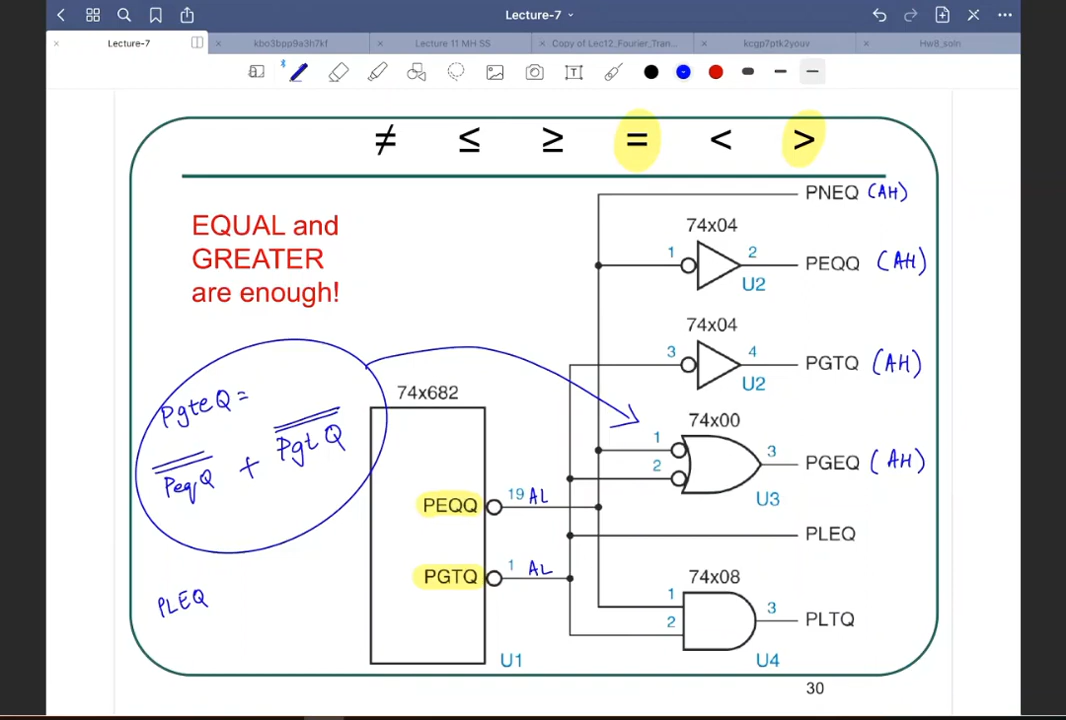 Lecture-7
Lecture-7
kbo3bpp9a3h7kf
Lecture 11 MH SS
Copy of Lec12_Fourier_Tran...
kcgp7ptk2youv
Hw8_soln
≠ ≤ ≥ = < >
EQUAL and
GREATER
are enough!
PNEQ (AH)
74x04
1 2
PEQQ (AH)
U2
74x04
3 4
PGTQ (AH)
U2
PgteQ =
PeqQ + PgtQ
74x682
74x00
1
2
3
PGEQ (AH)
U3
PEQQ 19 AL
PLEQ
PGTQ 1 AL
74x08
1
2
3
PLTQ
U4
U1
PLEQ
30